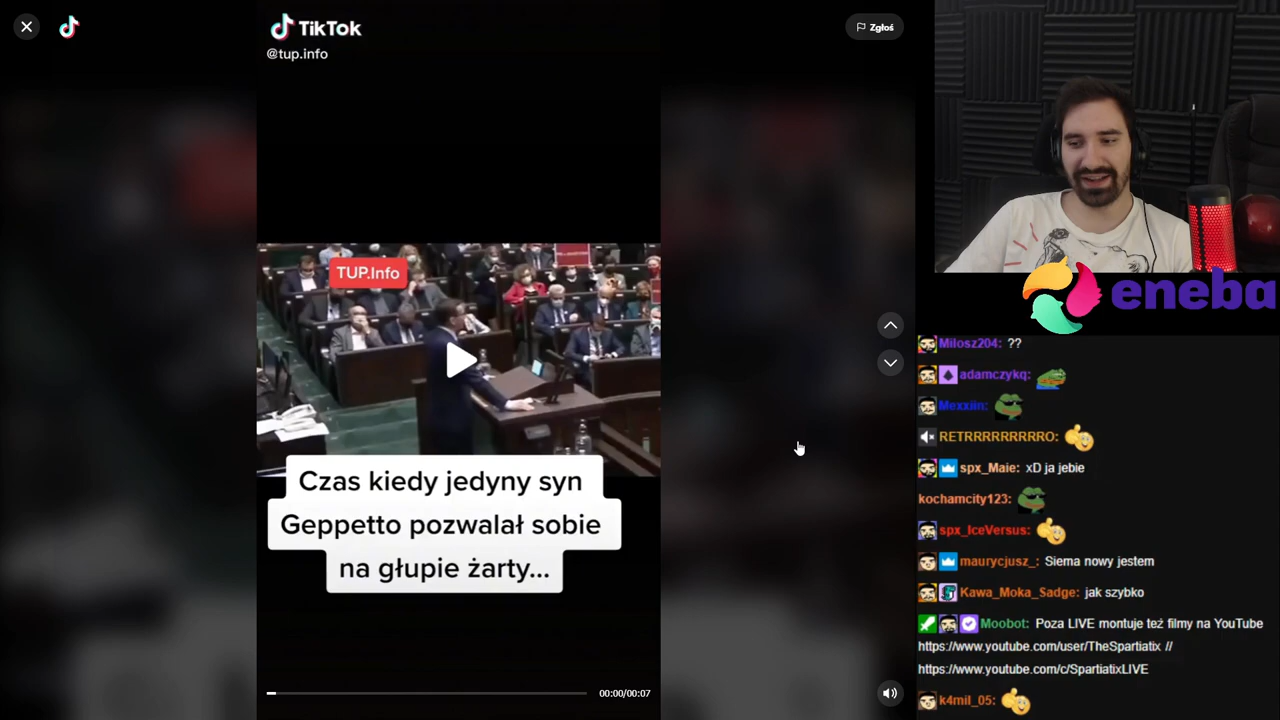 TikTok
@tup.info
Zgłoś
TUP.Info
Czas kiedy jedyny syn
Geppetto pozwalał sobie
na głupie żarty...
00:00/00:07
eneba
Milosz204: ??
adamczykq:
Mexxiin:
RETRRRRRRRRO:
spx_Maie: xD ja jebie
kochamcity123:
spx_IceVersus:
maurycjusz_: Siema nowy jestem
Kawa_Moka_Sadge: jak szybko
Moobot: Poza LIVE montuje też filmy na YouTube
https://www.youtube.com/user/TheSpartiatix //
https://www.youtube.com/c/SpartiatixLIVE
k4mil_05: